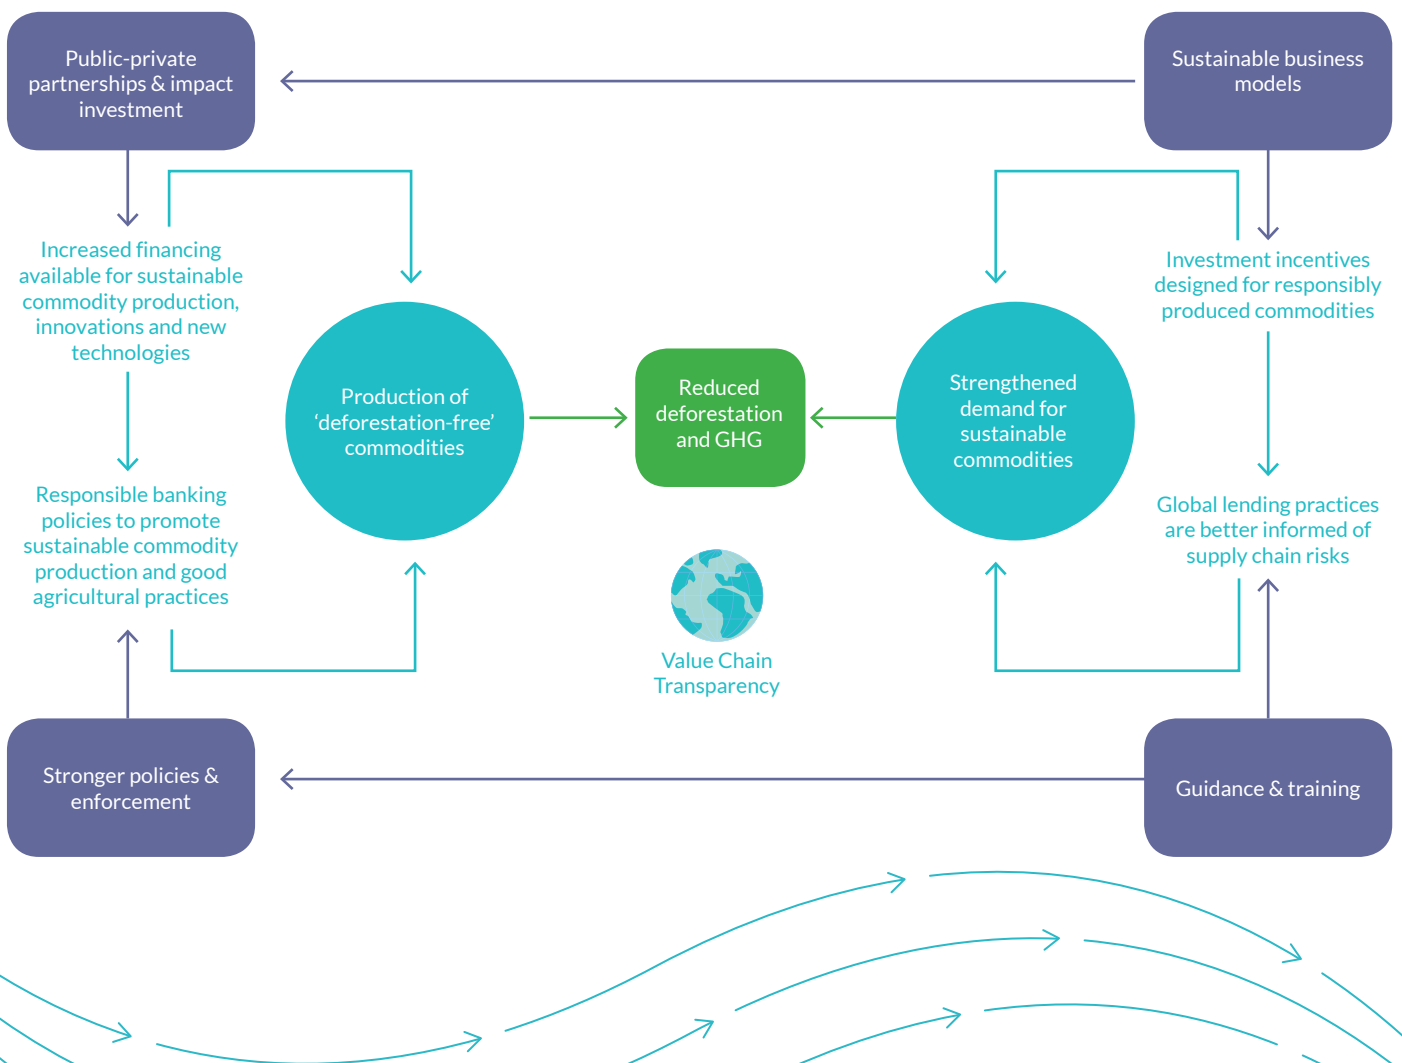 Public-private
partnerships & impact
investment
Sustainable business
models
Increased financing
available for sustainable
commodity production,
innovations and new
technologies
Investment incentives
designed for responsibly
produced commodities
Production of
‘deforestation-free’
commodities
Reduced
deforestation
and GHG
Strengthened
demand for
sustainable
commodities
Responsible banking
policies to promote
sustainable commodity
production and good
agricultural practices
Global lending practices
are better informed of
supply chain risks
Value Chain
Transparency
Stronger policies &
enforcement
Guidance & training